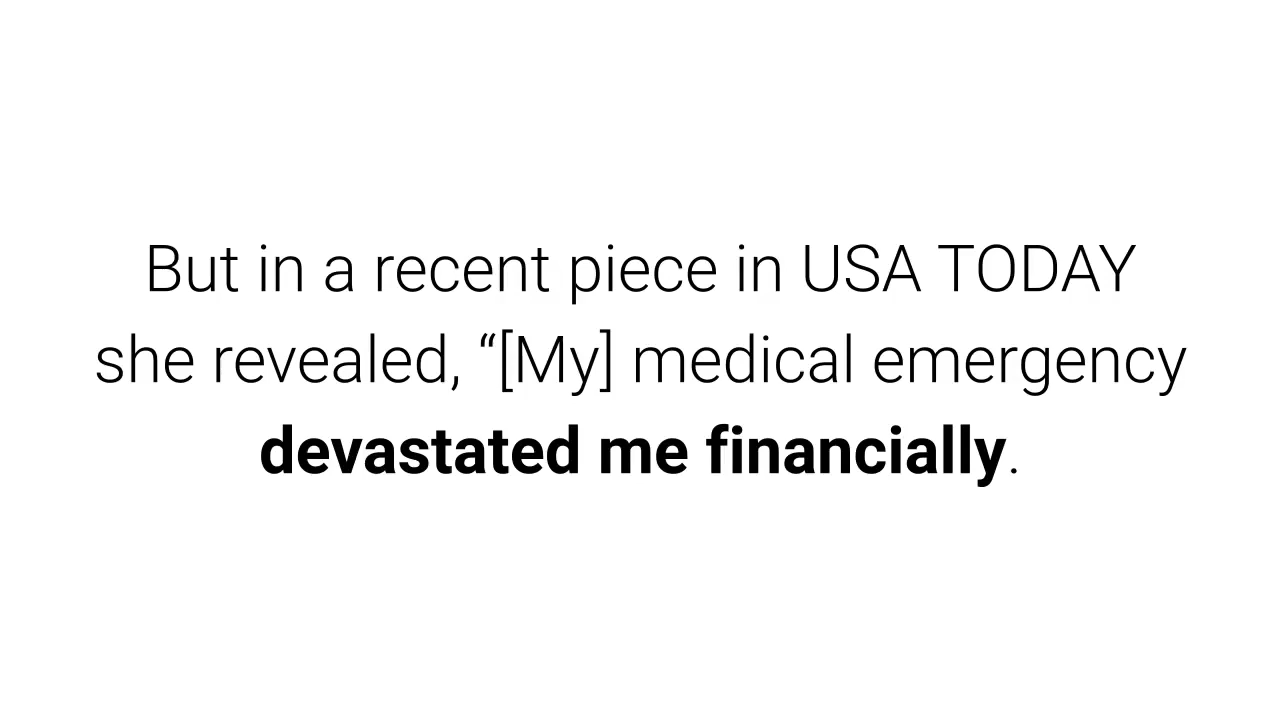 But in a recent piece in USA TODAY
she revealed, “[My] medical emergency
devastated me financially.